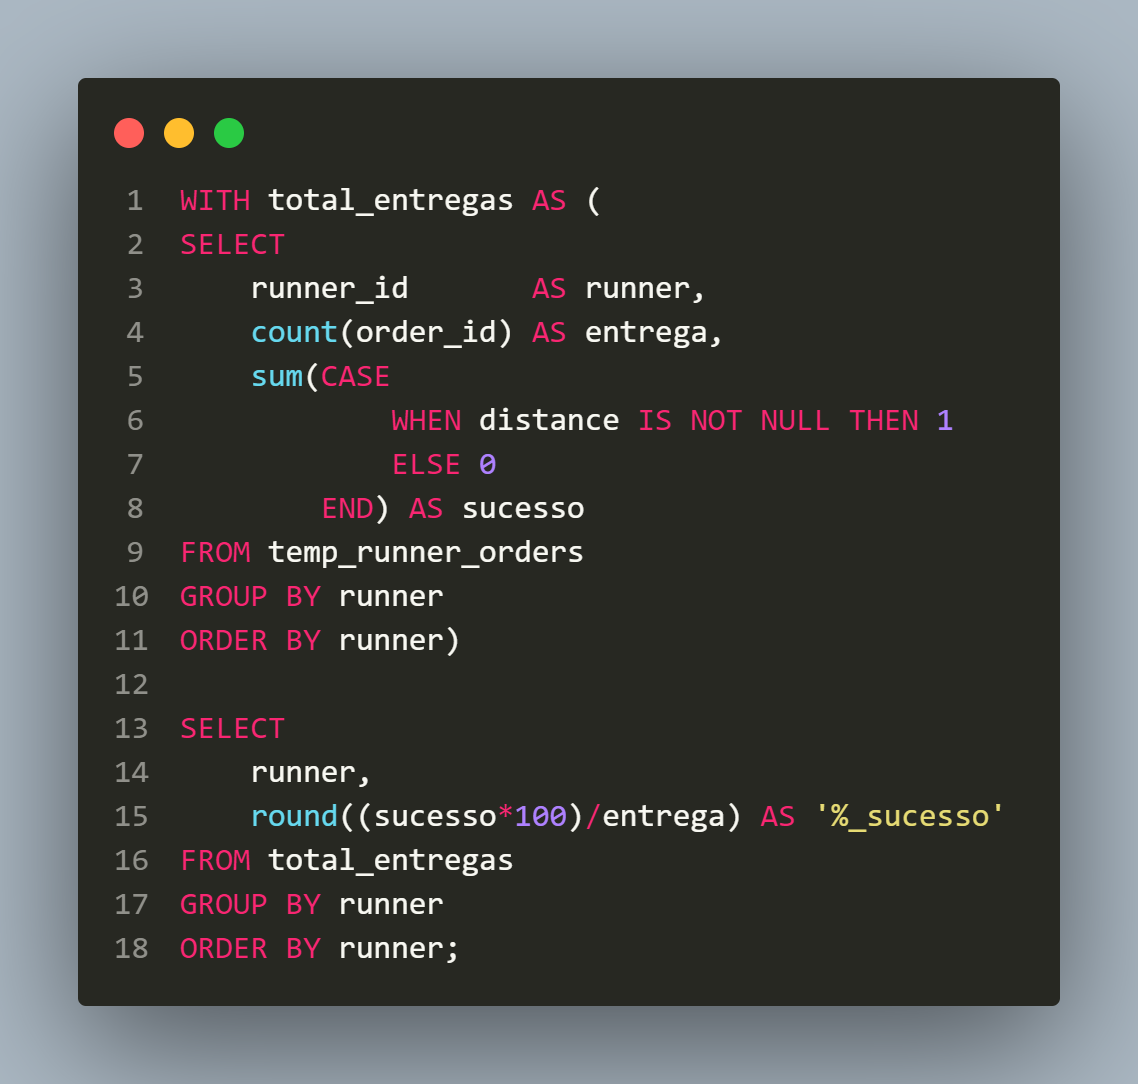 1 WITH total_entregas AS (
2 SELECT
3     runner_id       AS runner,
4     count(order_id) AS entrega,
5     sum(CASE
6             WHEN distance IS NOT NULL THEN 1
7             ELSE 0
8         END) AS sucesso
9 FROM temp_runner_orders
10 GROUP BY runner
11 ORDER BY runner)
12
13 SELECT
14     runner,
15     round((sucesso*100)/entrega) AS '%_sucesso'
16 FROM total_entregas
17 GROUP BY runner
18 ORDER BY runner;